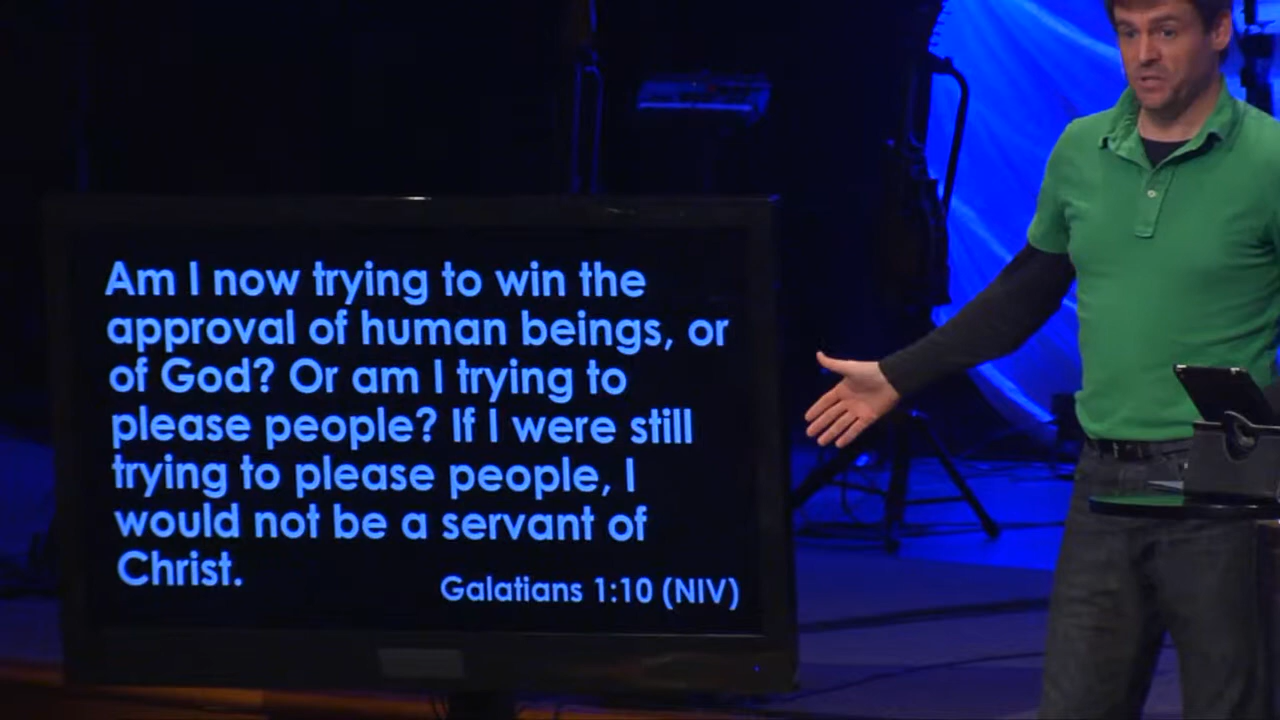 Am I now trying to win the
approval of human beings, or
of God? Or am I trying to
please people? If I were still
trying to please people, I
would not be a servant of
Christ.
Galatians 1:10 (NIV)